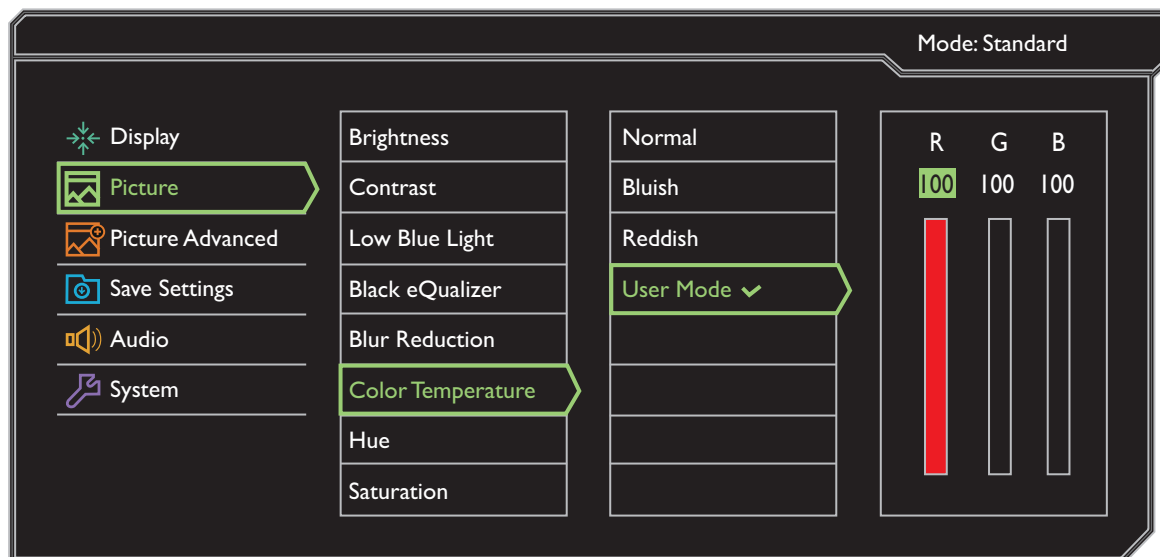 Mode: Standard
Display
Picture
Picture Advanced
Save Settings
Audio
System
Brightness
Contrast
Low Blue Light
Black eQualizer
Blur Reduction
Color Temperature
Hue
Saturation
Normal
Bluish
Reddish
User Mode
R G B
100 100 100